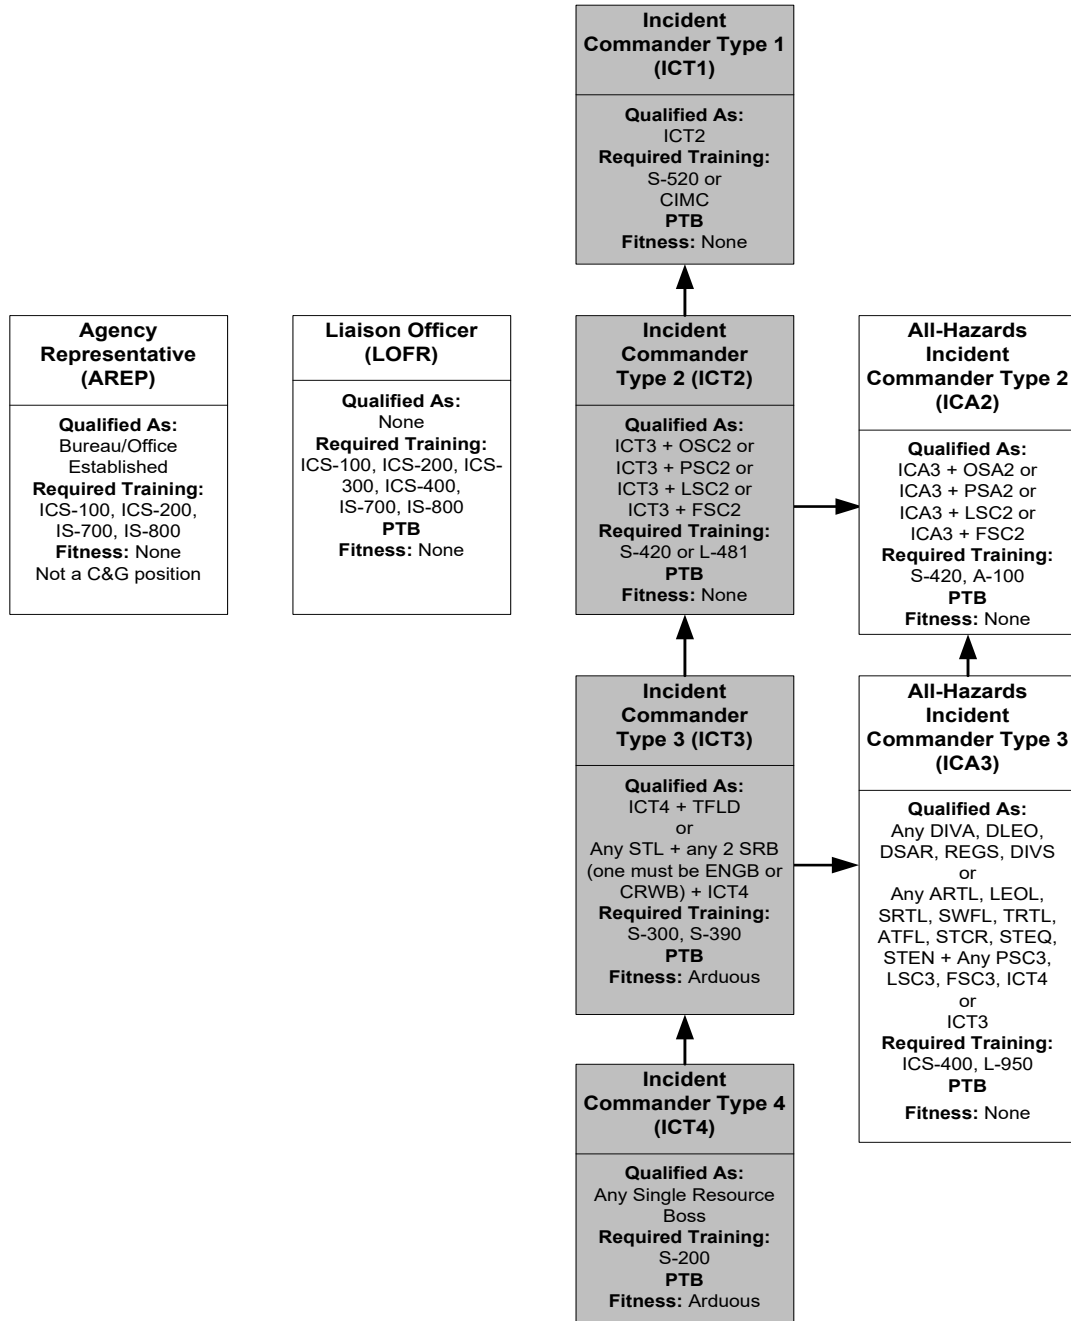 Incident
Commander Type 1
(ICT1)
Qualified As:
ICT2
Required Training:
S-520 or
CIMC
PTB
Fitness: None
Agency
Representative
(AREP)
Qualified As:
Bureau/Office
Established
Required Training:
ICS-100, ICS-200,
IS-700, IS-800
Fitness: None
Not a C&G position
Liaison Officer
(LOFR)
Qualified As:
None
Required Training:
ICS-100, ICS-200, ICS-
300, ICS-400,
IS-700, IS-800
PTB
Fitness: None
Incident
Commander
Type 2 (ICT2)
Qualified As:
ICT3 + OSC2 or
ICT3 + PSC2 or
ICT3 + LSC2 or
ICT3 + FSC2
Required Training:
S-420 or L-481
PTB
Fitness: None
All-Hazards
Incident
Commander Type 2
(ICA2)
Qualified As:
ICA3 + OSA2 or
ICA3 + PSA2 or
ICA3 + LSC2 or
ICA3 + FSC2
Required Training:
S-420, A-100
PTB
Fitness: None
Incident
Commander
Type 3 (ICT3)
Qualified As:
ICT4 + TFLD
or
Any STL + any 2 SRB
(one must be ENGB or
CRWB) + ICT4
Required Training:
S-300, S-390
PTB
Fitness: Arduous
All-Hazards
Incident
Commander Type 3
(ICA3)
Qualified As:
Any DIVA, DLEO,
DSAR, REGS, DIVS
or
Any ARTL, LEOL,
SRTL, SWFL, TRTL,
ATFL, STCR, STEQ,
STEN + Any PSC3,
LSC3, FSC3, ICT4
or
ICT3
Required Training:
ICS-400, L-950
PTB
Fitness: None
Incident
Commander Type 4
(ICT4)
Qualified As:
Any Single Resource
Boss
Required Training:
S-200
PTB
Fitness: Arduous